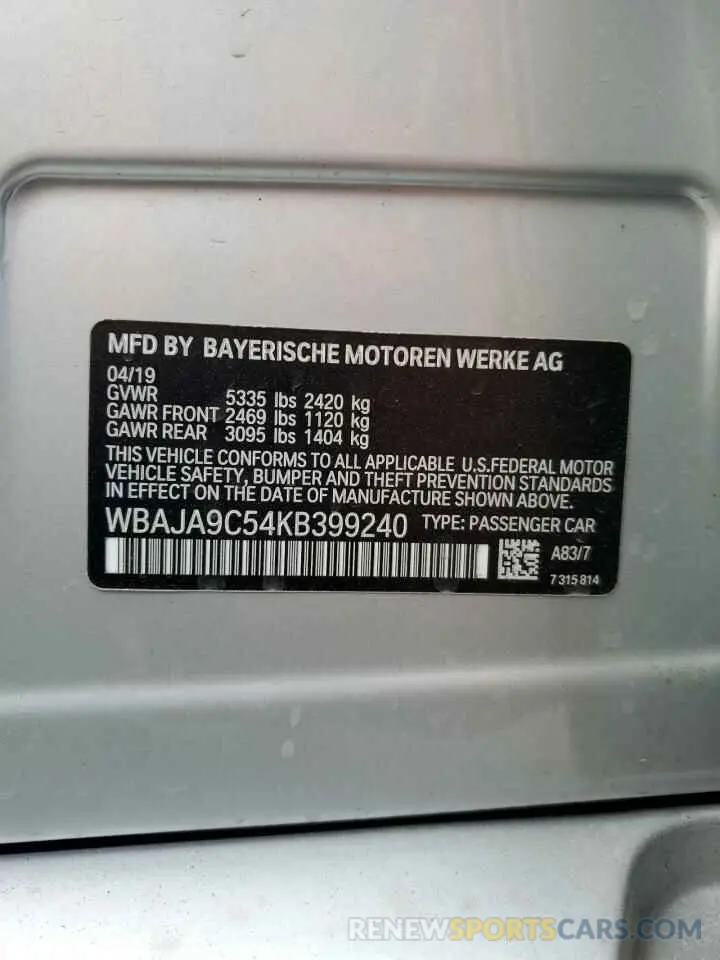 MFD BY BAYERISCHE MOTOREN WERKE AG
04/19
GVWR 5335 lbs 2420 kg
GAWR FRONT 2469 lbs 1120 kg
GAWR REAR 3095 lbs 1404 kg
THIS VEHICLE CONFORMS TO ALL APPLICABLE U.S.FEDERAL MOTOR
VEHICLE SAFETY, BUMPER AND THEFT PREVENTION STANDARDS
IN EFFECT ON THE DATE OF MANUFACTURE SHOWN ABOVE.
WBAJA9C54KB399240 TYPE: PASSENGER CAR
A83/7
7 315 814
RENEWSPORTSCARS.COM